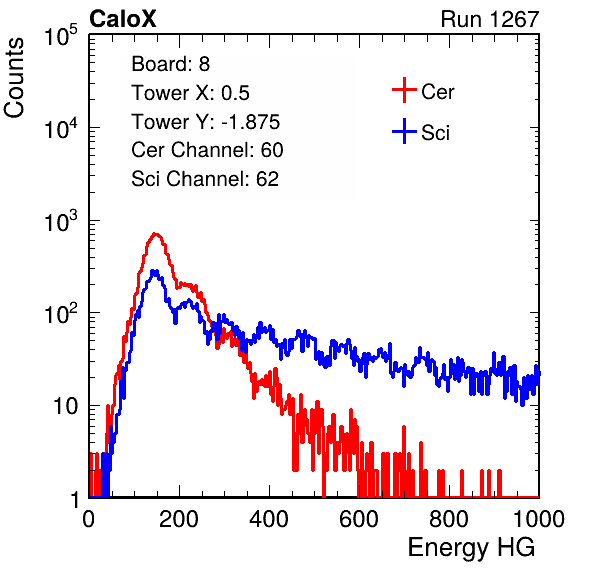 CaloX
Run 1267
Counts
10^5
10^4
10^3
10^2
10
1
Board: 8
Tower X: 0.5
Tower Y: -1.875
Cer Channel: 60
Sci Channel: 62
Cer
Sci
0 200 400 600 800 1000
Energy HG